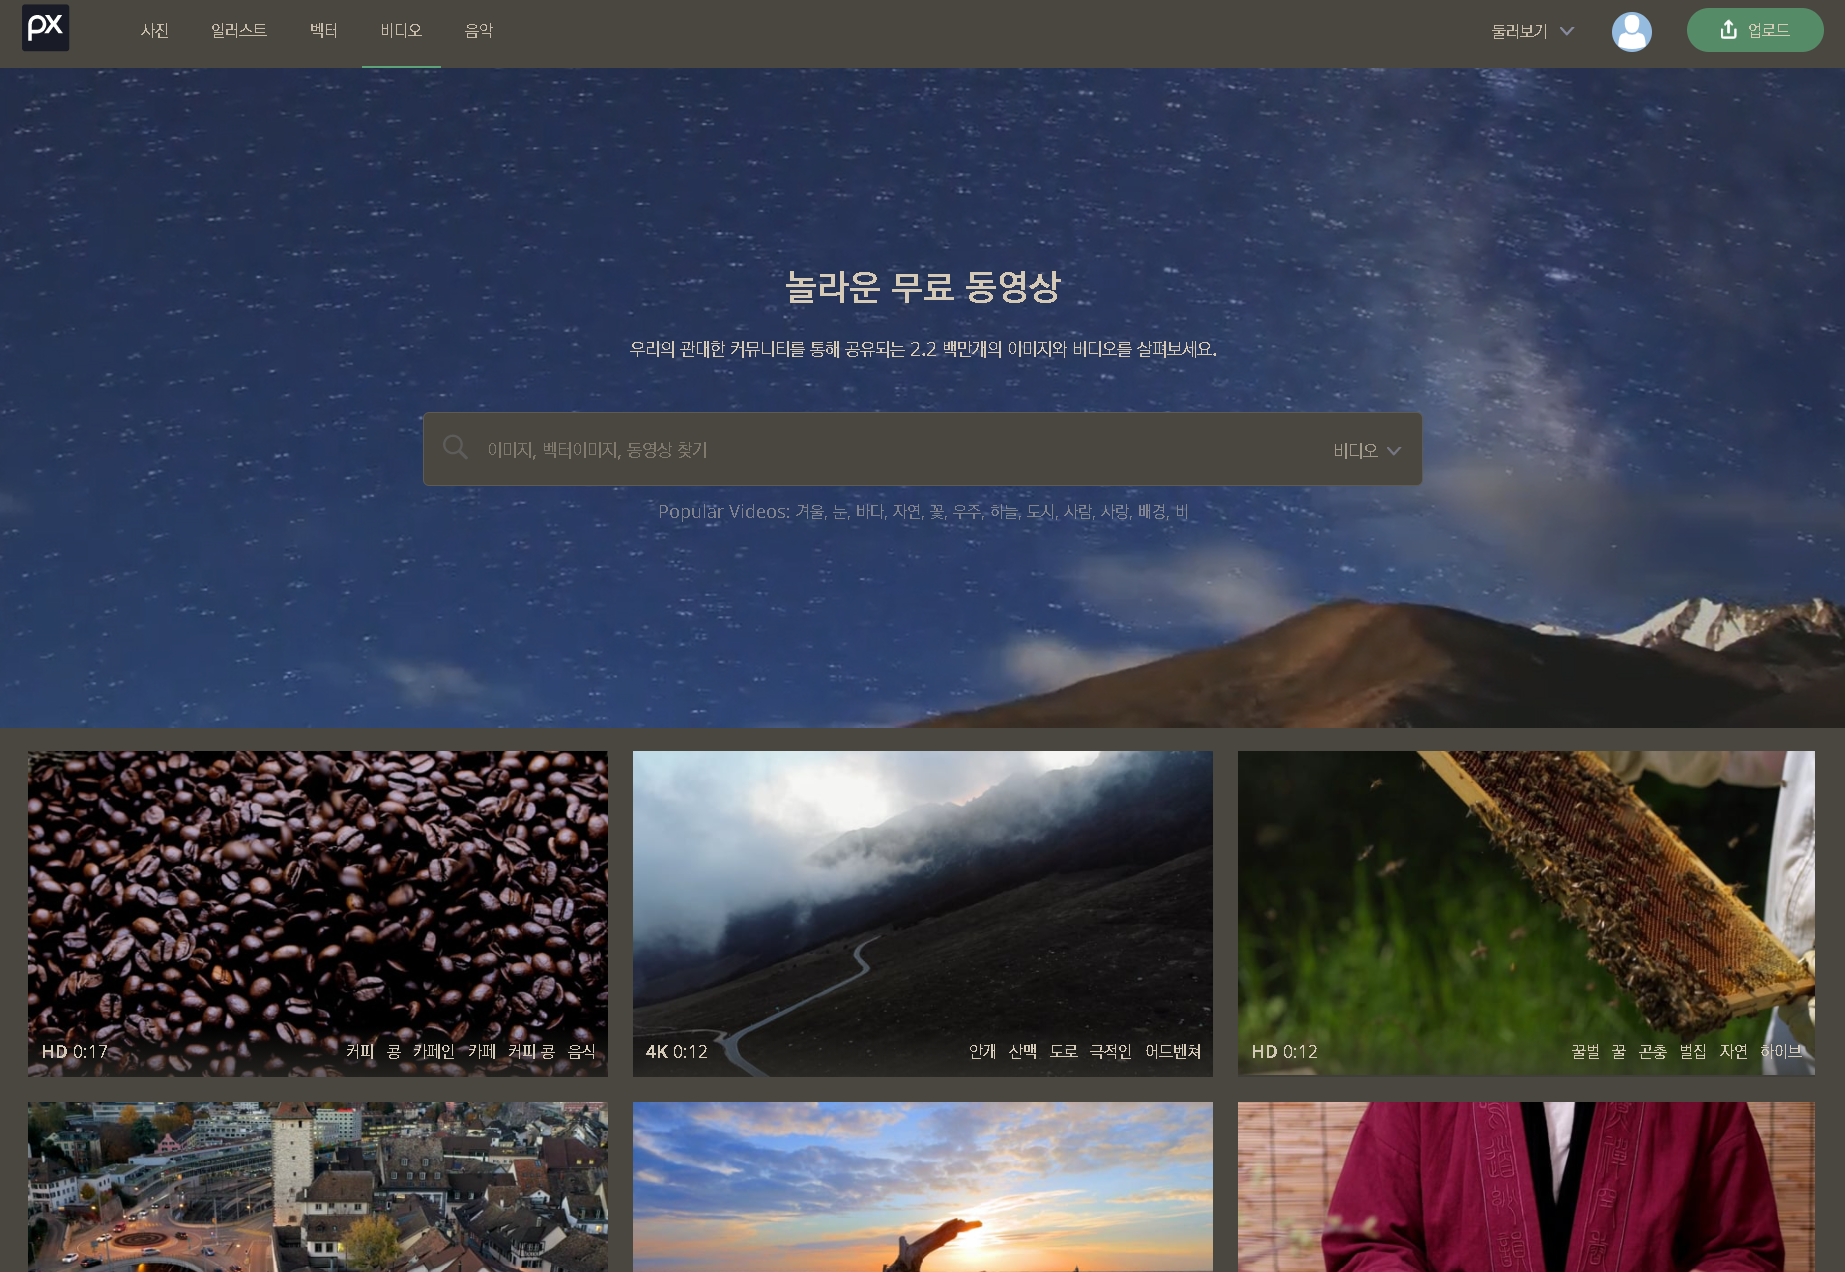 px
사진 일러스트 벡터 비디오 음악 둘러보기 업로드
놀라운 무료 동영상
우리의 관대한 커뮤니티를 통해 공유되는 2.2 백만개의 이미지와 비디오를 살펴보세요.
이미지, 벡터이미지, 동영상 찾기 비디오
Popular Videos: 겨울, 눈, 바다, 자연, 꽃, 우주, 하늘, 도시, 사람, 사랑, 배경, 비
HD 0:17 커피 콩 카페인 카페 커피 콩 음식
4K 0:12 안개 산맥 도로 극적인 어드벤쳐
HD 0:12 꿀벌 꿀 곤충 벌집 자연 하이브